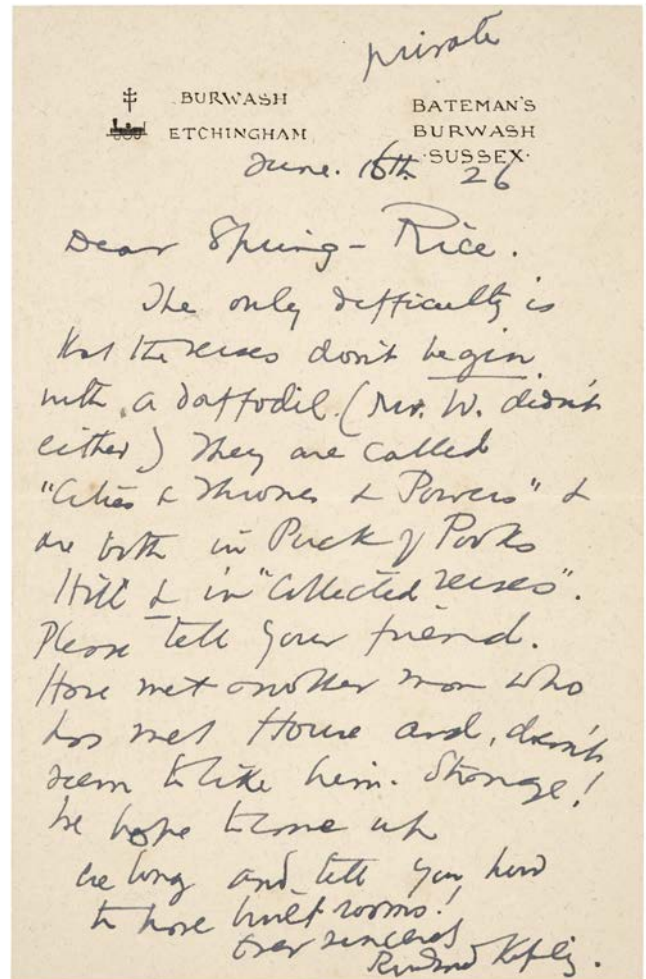 private
BURWASH
ETCHINGHAM
BATEMAN'S
BURWASH
·SUSSEX·
June. 16th 26
Dear Spring-Rice.
The only difficulty is
that the verses don't begin
with a daffodil. (Mr. W. didn't
either) They are called
"Cities & Thrones & Powers" &
are both in Puck of Pooks
Hill & in "Collected verses".
Please tell your friend.
Have met another man who
has met House and, doesn't
seem to like him. Strange!
We hope to come up
ere long and tell you how
to have built rooms!
Ever sincerely
Rudyard Kipling.